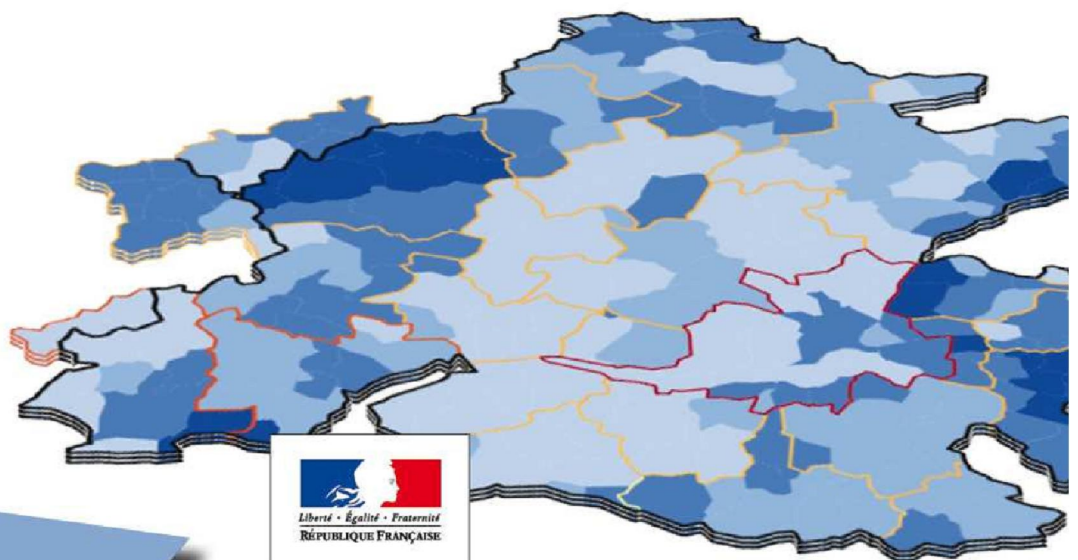 Liberté • Égalité • Fraternité
RÉPUBLIQUE FRANÇAISE